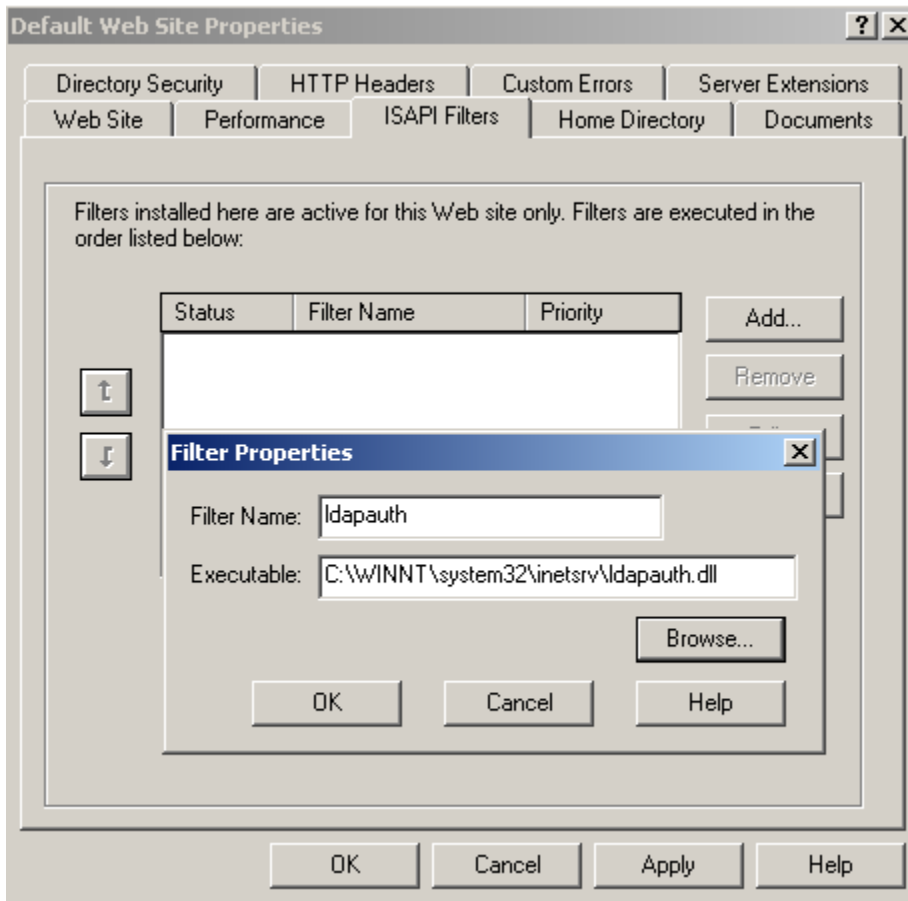 Default Web Site Properties
Directory Security HTTP Headers Custom Errors Server Extensions
Web Site Performance ISAPI Filters Home Directory Documents
Filters installed here are active for this Web site only. Filters are executed in the
order listed below:
Status Filter Name Priority
Add...
Remove
Filter Properties
Filter Name: ldapauth
Executable: C:\WINNT\system32\inetsrv\ldapauth.dll
Browse...
OK Cancel Help
OK Cancel Apply Help